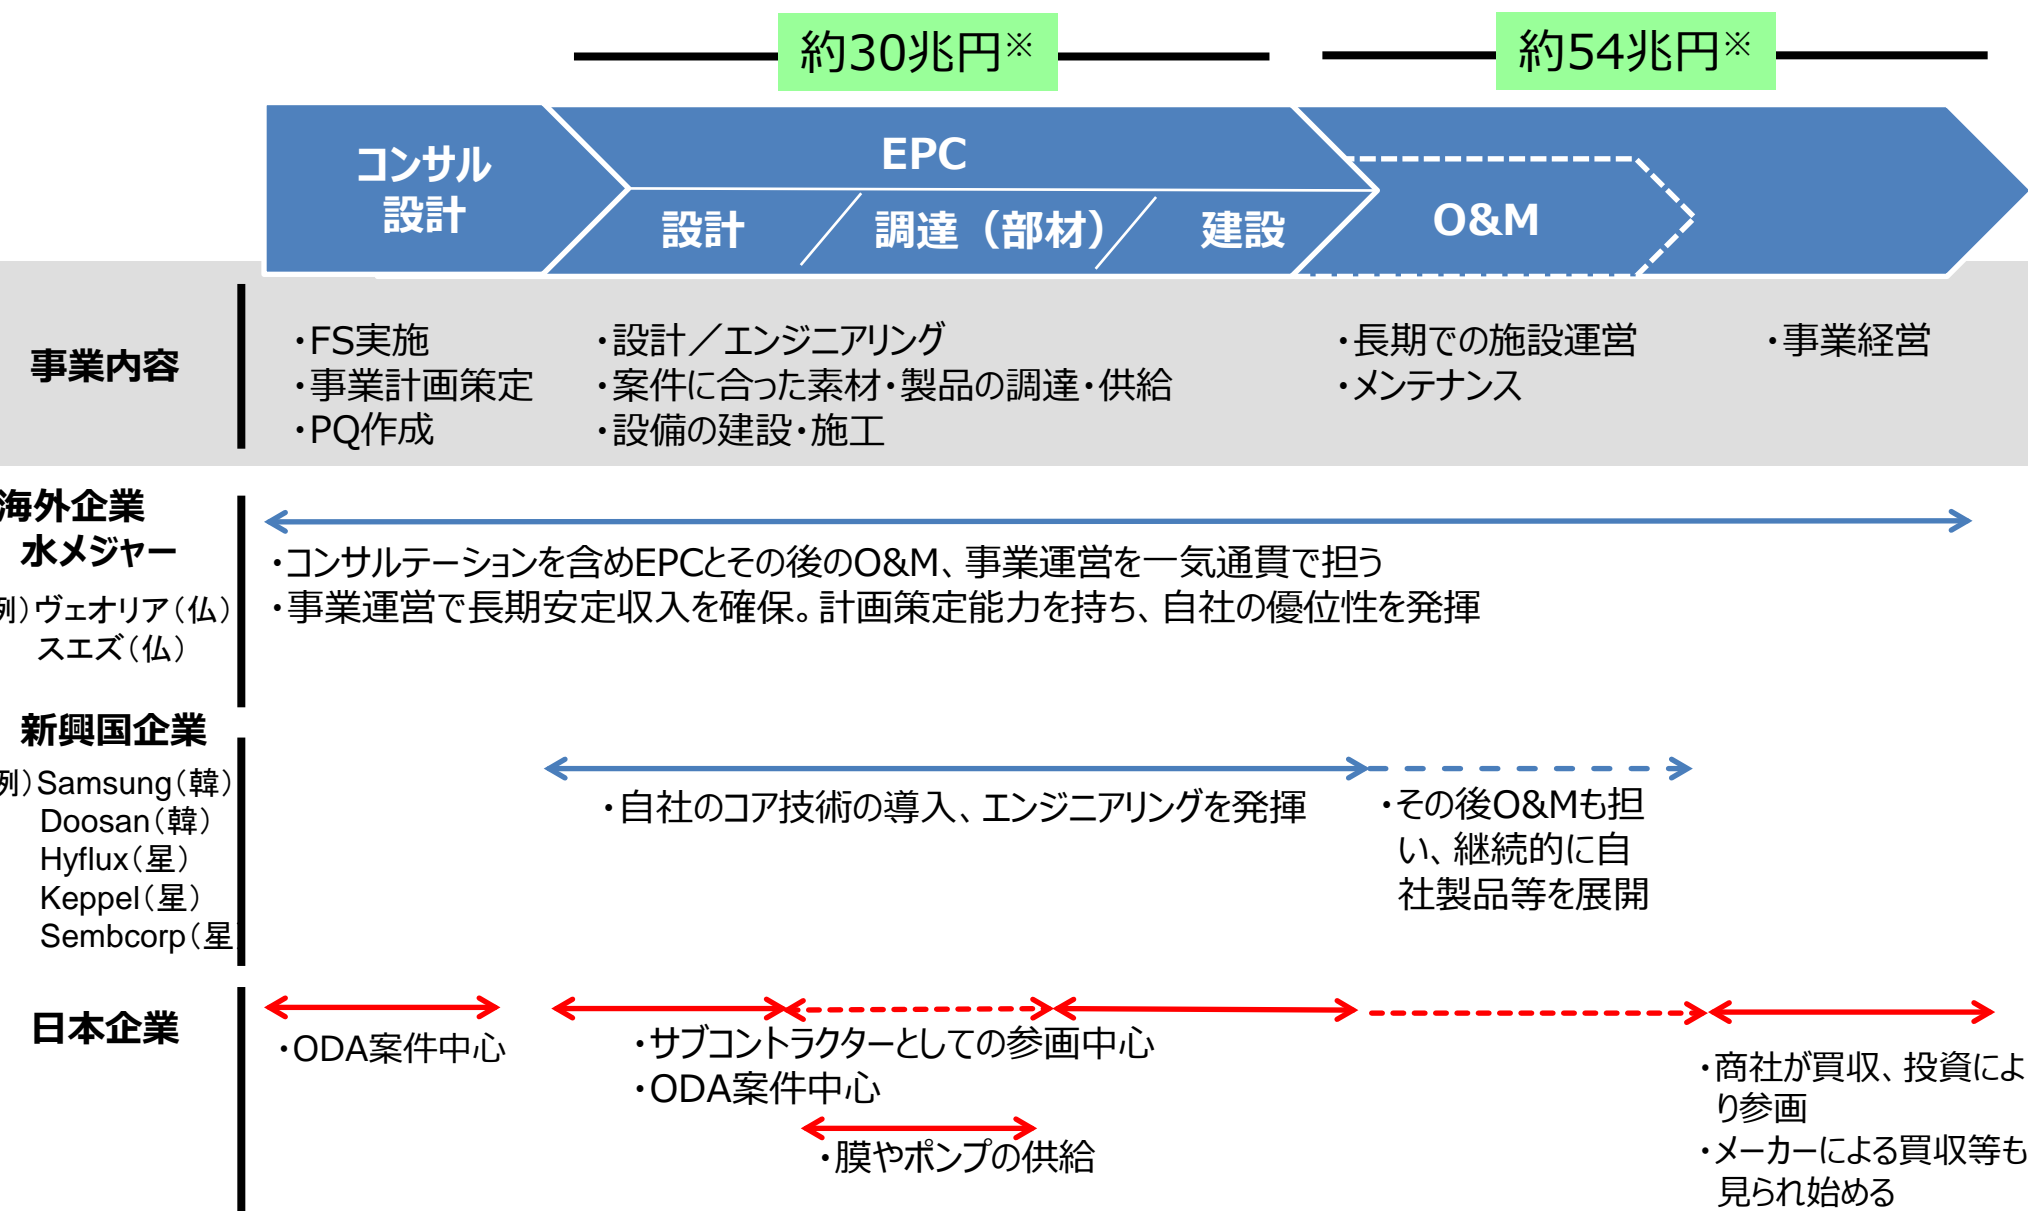 約30兆円※
約54兆円※
コンサル
設計
EPC
設計
調達（部材）
建設
O&M
事業内容
・FS実施
・事業計画策定
・PQ作成
・設計／エンジニアリング
・案件に合った素材・製品の調達・供給
・設備の建設・施工
・長期での施設運営
・メンテナンス
・事業経営
海外企業
水メジャー
例）ヴェオリア（仏）
スエズ（仏）
・コンサルテーションを含めEPCとその後のO&M、事業運営を一気通貫で担う
・事業運営で長期安定収入を確保。計画策定能力を持ち、自社の優位性を発揮
新興国企業
例）Samsung（韓）
Doosan（韓）
Hyflux（星）
Keppel（星）
Sembcorp（星
・自社のコア技術の導入、エンジニアリングを発揮
・その後O&Mも担
い、継続的に自
社製品等を展開
日本企業
・ODA案件中心
・サブコントラクターとしての参画中心
・ODA案件中心
・膜やポンプの供給
・商社が買収、投資によ
り参画
・メーカーによる買収等も
見られ始める